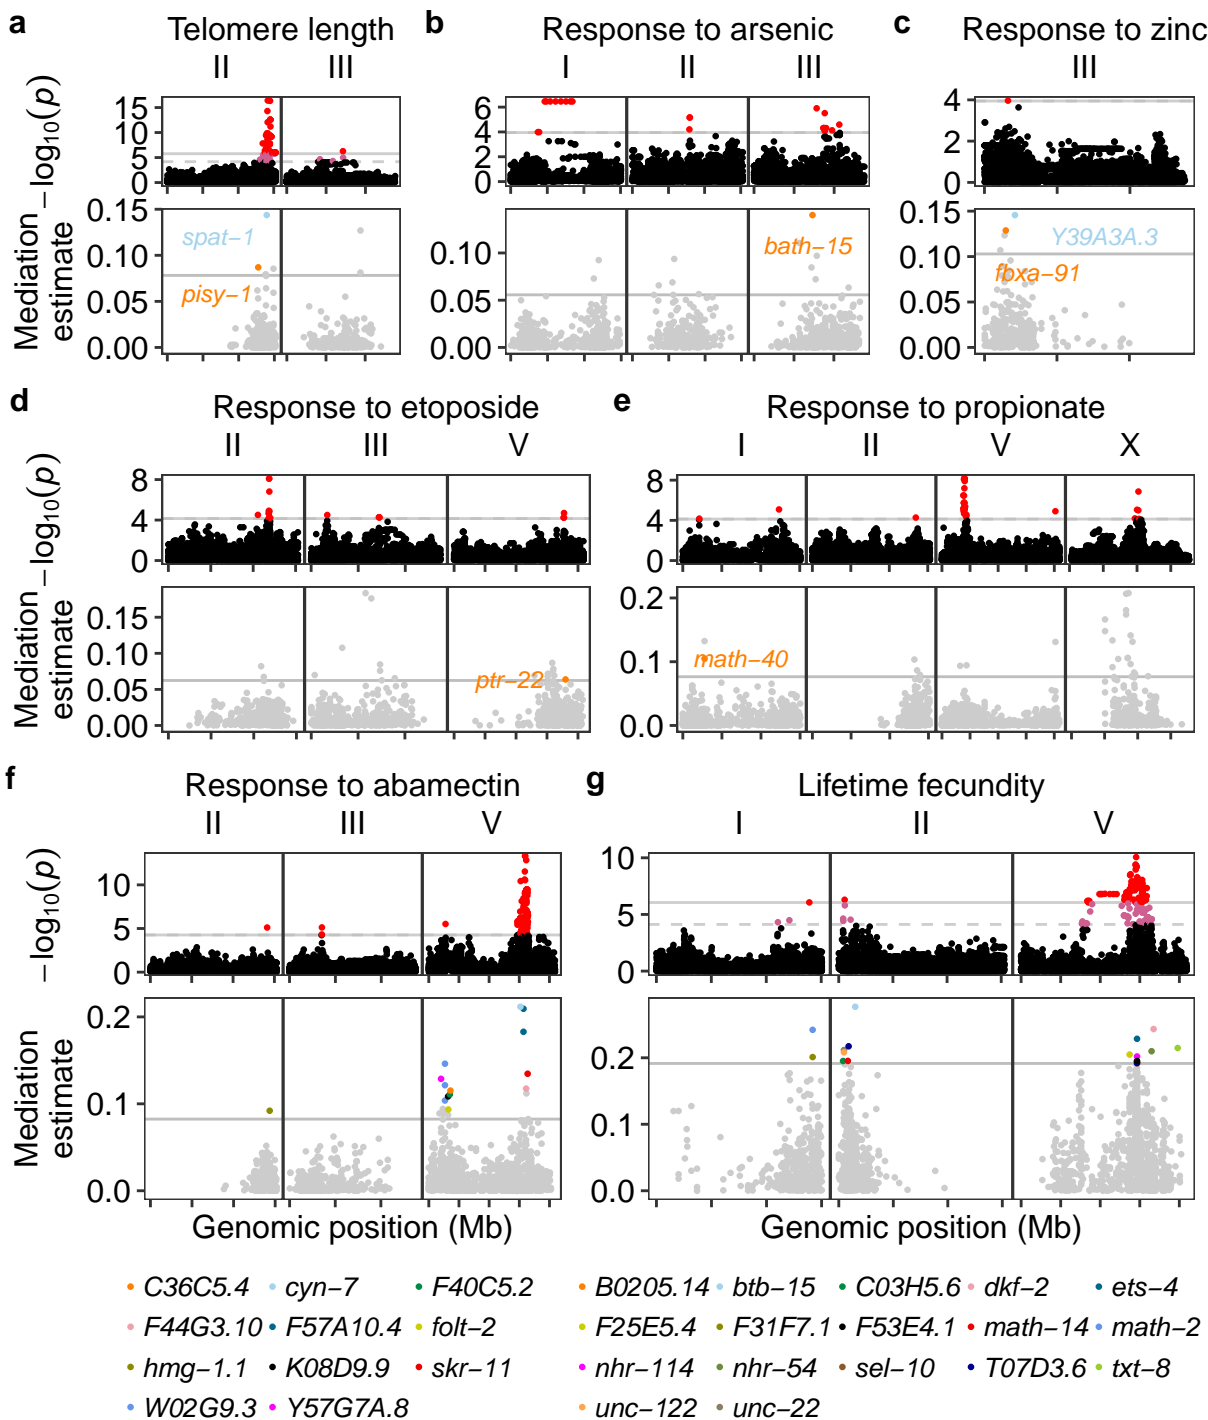 a Telomere length b Response to arsenic c Response to zinc
II III I II III III
−log10(p)
15
10
5
0
6
4
2
0
4
2
0
Mediation estimate
0.15
0.10
0.05
0.00
spat−1
pisy−1
0.10
0.05
0.00
bath−15
0.15
0.10
0.05
0.00
Y39A3A.3
fbxa−91
d Response to etoposide e Response to propionate
II III V I II V X
−log10(p)
8
4
0
−log10(p)
8
4
0
Mediation estimate
0.15
0.10
0.05
0.00
ptr−22
Mediation estimate
0.2
0.1
0.0
math−40
f Response to abamectin g Lifetime fecundity
II III V I II V
−log10(p)
10
5
0
10
5
0
Mediation estimate
0.2
0.1
0.0
0.2
0.1
0.0
Genomic position (Mb) Genomic position (Mb)
C36C5.4 cyn−7 F40C5.2 B0205.14 btb−15 C03H5.6 dkf−2 ets−4
F44G3.10 F57A10.4 folt−2 F25E5.4 F31F7.1 F53E4.1 math−14 math−2
hmg−1.1 K08D9.9 skr−11 nhr−114 nhr−54 sel−10 T07D3.6 txt−8
W02G9.3 Y57G7A.8 unc−122 unc−22